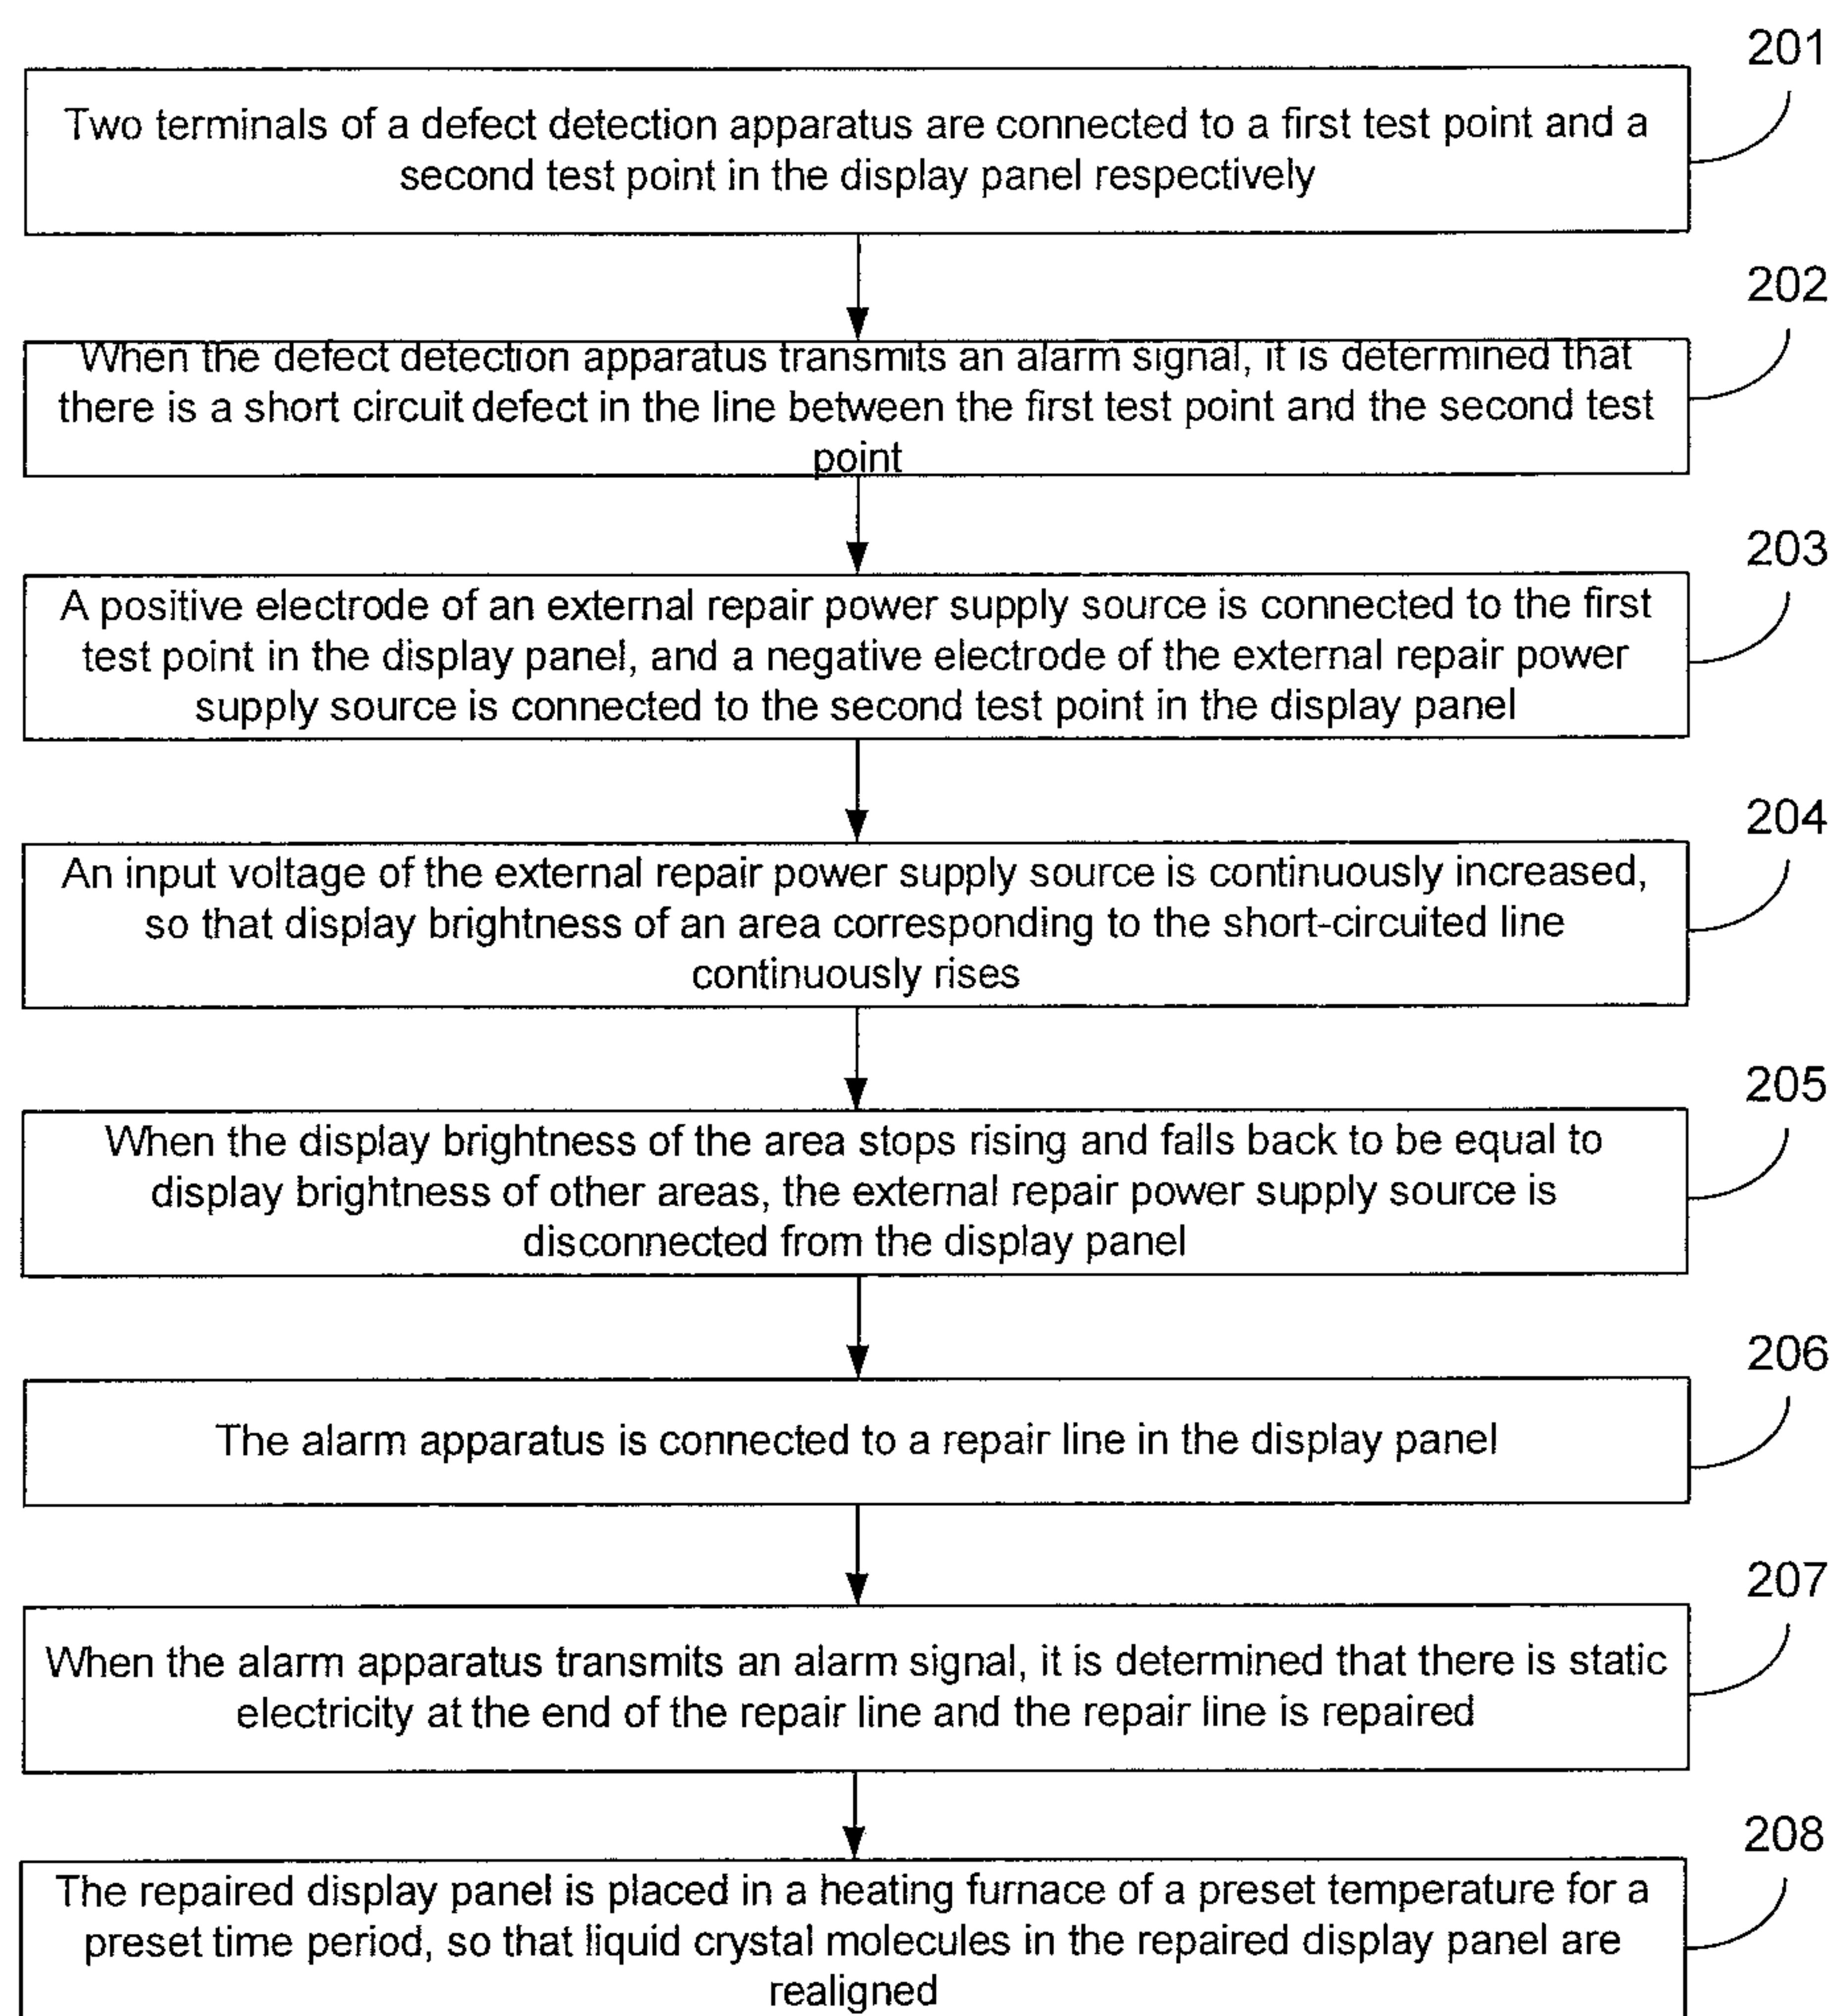 201
Two terminals of a defect detection apparatus are connected to a first test point and a
second test point in the display panel respectively
202
When the defect detection apparatus transmits an alarm signal, it is determined that
there is a short circuit defect in the line between the first test point and the second test
point
203
A positive electrode of an external repair power supply source is connected to the first
test point in the display panel, and a negative electrode of the external repair power
supply source is connected to the second test point in the display panel
204
An input voltage of the external repair power supply source is continuously increased,
so that display brightness of an area corresponding to the short-circuited line
continuously rises
205
When the display brightness of the area stops rising and falls back to be equal to
display brightness of other areas, the external repair power supply source is
disconnected from the display panel
206
The alarm apparatus is connected to a repair line in the display panel
207
When the alarm apparatus transmits an alarm signal, it is determined that there is static
electricity at the end of the repair line and the repair line is repaired
208
The repaired display panel is placed in a heating furnace of a preset temperature for a
preset time period, so that liquid crystal molecules in the repaired display panel are
realigned